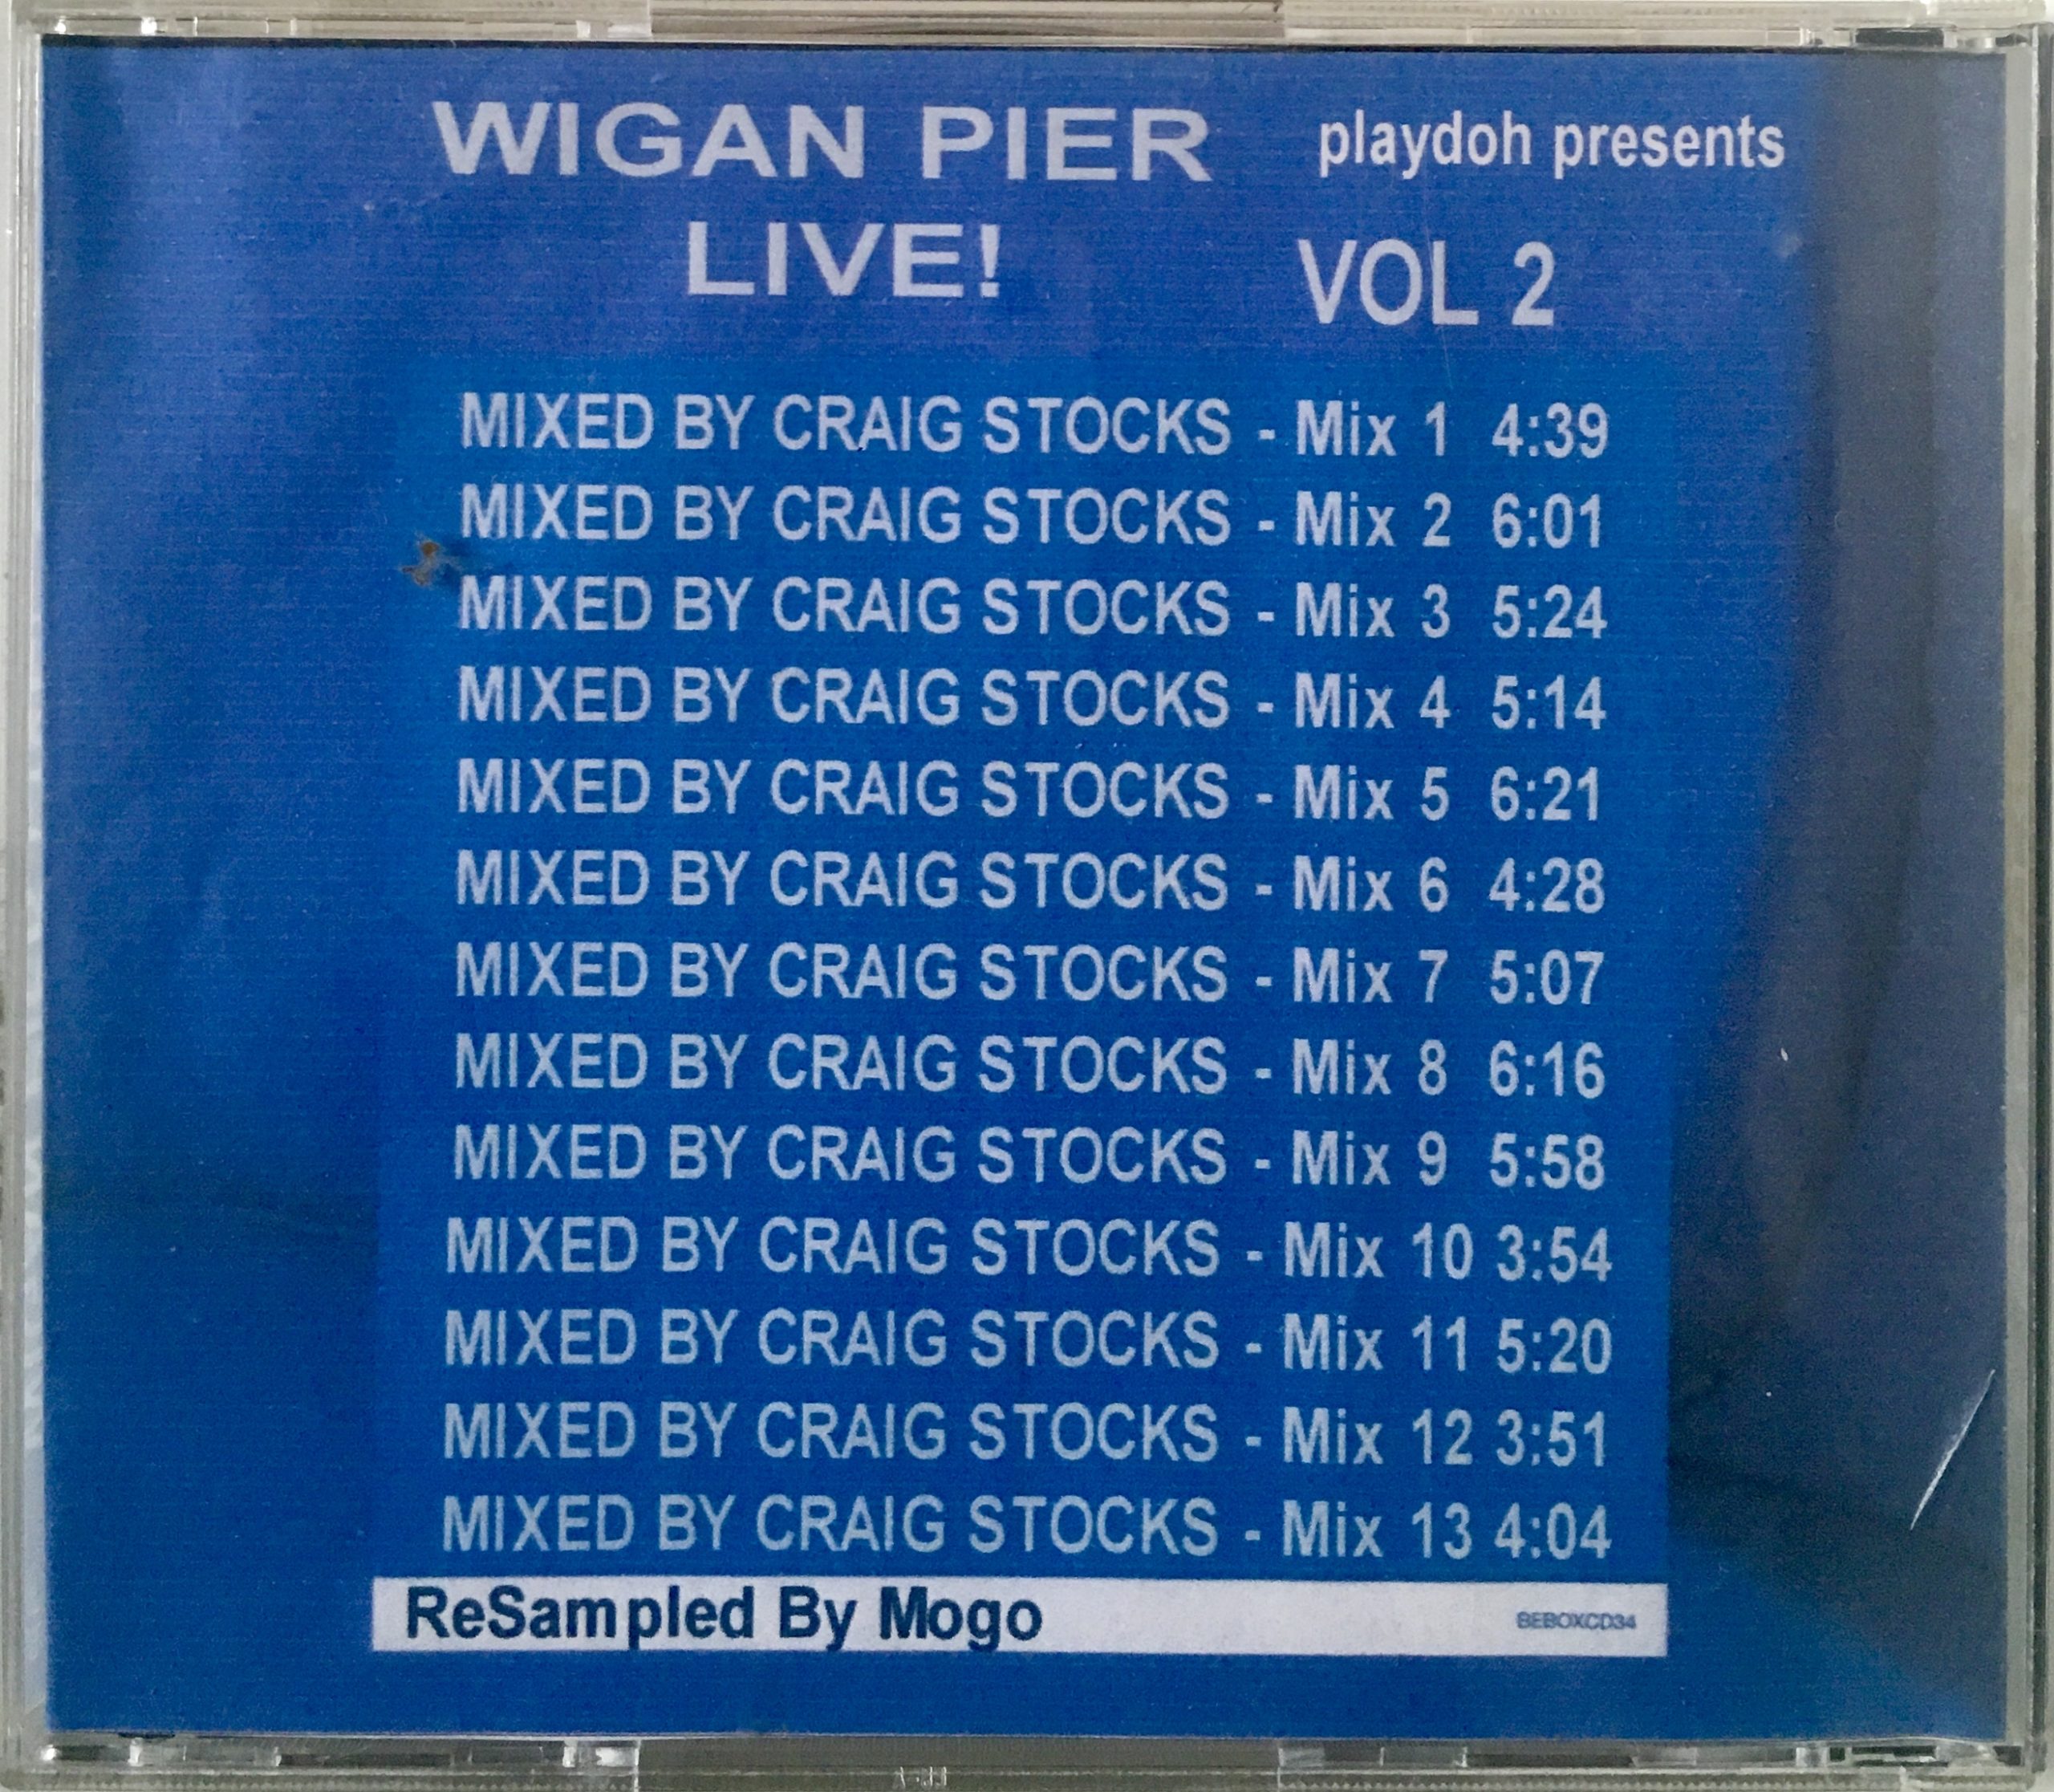 WIGAN PIER playdoh presents
LIVE! VOL 2
MIXED BY CRAIG STOCKS - Mix 1 4:39
MIXED BY CRAIG STOCKS - Mix 2 6:01
MIXED BY CRAIG STOCKS - Mix 3 5:24
MIXED BY CRAIG STOCKS - Mix 4 5:14
MIXED BY CRAIG STOCKS - Mix 5 6:21
MIXED BY CRAIG STOCKS - Mix 6 4:28
MIXED BY CRAIG STOCKS - Mix 7 5:07
MIXED BY CRAIG STOCKS - Mix 8 6:16
MIXED BY CRAIG STOCKS - Mix 9 5:58
MIXED BY CRAIG STOCKS - Mix 10 3:54
MIXED BY CRAIG STOCKS - Mix 11 5:20
MIXED BY CRAIG STOCKS - Mix 12 3:51
MIXED BY CRAIG STOCKS - Mix 13 4:04
ReSampled By Mogo BEBOXCD34